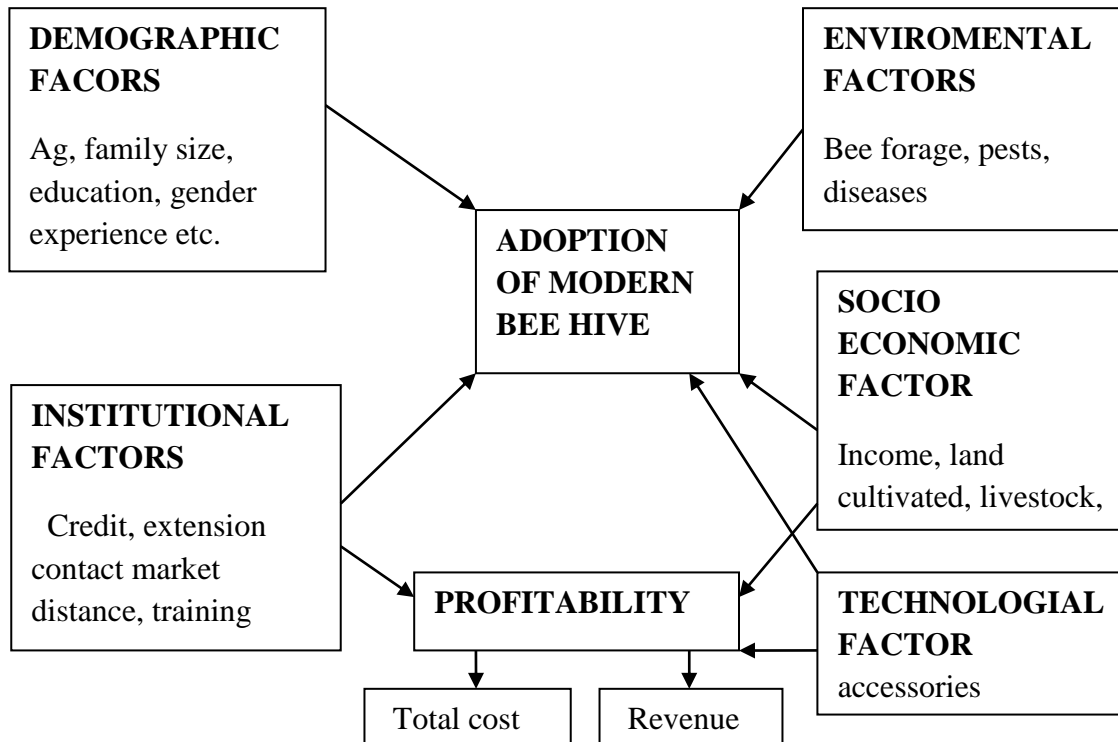 DEMOGRAPHIC
FACORS
Ag, family size,
education, gender
experience etc.
ENVIROMENTAL
FACTORS
Bee forage, pests,
diseases
ADOPTION
OF MODERN
BEE HIVE
SOCIO
ECONOMIC
FACTOR
Income, land
cultivated, livestock,
INSTITUTIONAL
FACTORS
Credit, extension
contact market
distance, training
PROFITABILITY
TECHNOLOGIAL
FACTOR
accessories
Total cost
Revenue